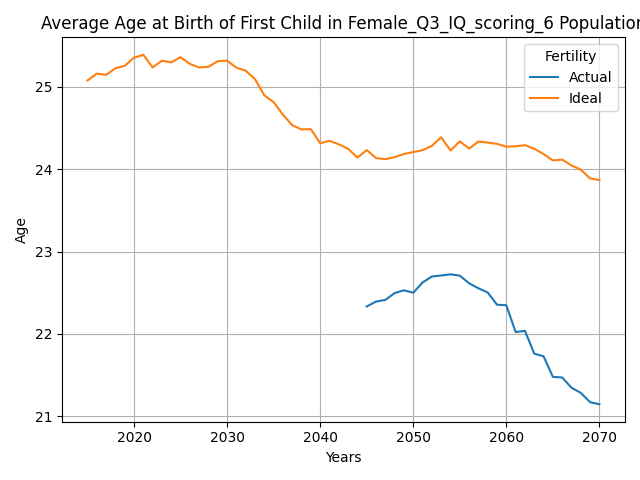 Average Age at Birth of First Child in Female_Q3_IQ_scoring_6 Population
Fertility
Actual
Ideal
25
24
23
22
21
Age
2020 2030 2040 2050 2060 2070
Years